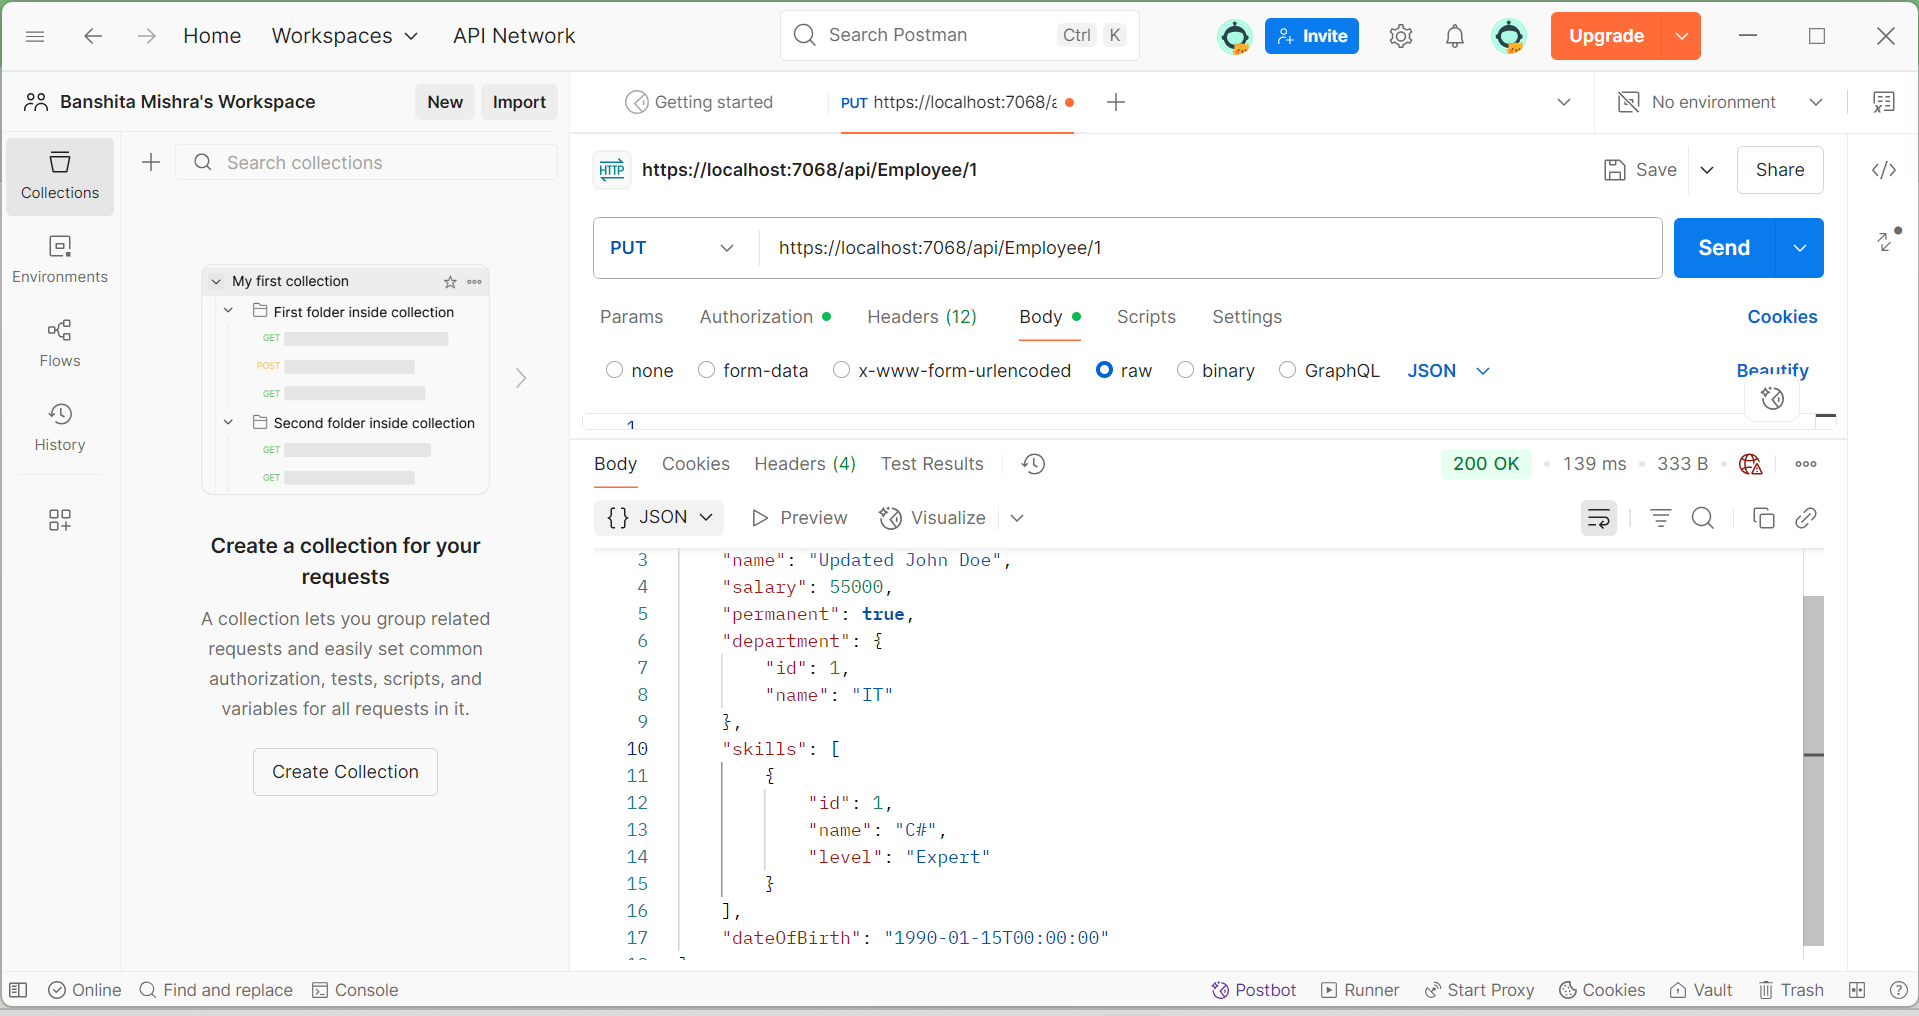 Home Workspaces API Network Search Postman Ctrl K Invite Upgrade
Banshita Mishra's Workspace New Import Getting started PUT https://localhost:7068/a No environment
Collections Search collections
https://localhost:7068/api/Employee/1 Save Share
Environments
PUT https://localhost:7068/api/Employee/1 Send
My first collection
First folder inside collection
GET
POST
GET
Second folder inside collection
GET
GET
Flows
History
Params Authorization Headers (12) Body Scripts Settings Cookies
none form-data x-www-form-urlencoded raw binary GraphQL JSON Beautify
1
Body Cookies Headers (4) Test Results 200 OK 139 ms 333 B
{} JSON Preview Visualize
Create a collection for your
requests
A collection lets you group related
requests and easily set common
authorization, tests, scripts, and
variables for all requests in it.
Create Collection
3 "name": "Updated John Doe",
4 "salary": 55000,
5 "permanent": true,
6 "department": {
7 "id": 1,
8 "name": "IT"
9 },
10 "skills": [
11 {
12 "id": 1,
13 "name": "C#",
14 "level": "Expert"
15 }
16 ],
17 "dateOfBirth": "1990-01-15T00:00:00"
Online Find and replace Console Postbot Runner Start Proxy Cookies Vault Trash